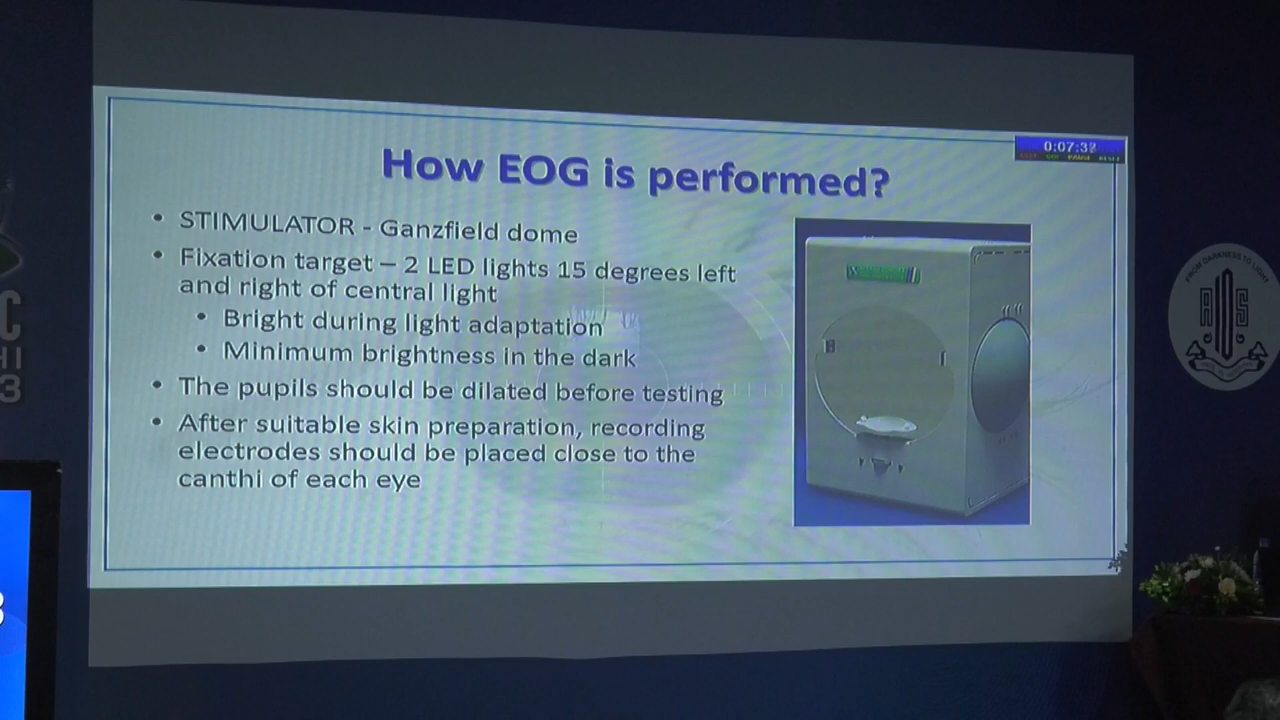 How EOG is performed?
0:07:38
• STIMULATOR - Ganzfield dome
• Fixation target – 2 LED lights 15 degrees left
and right of central light
• Bright during light adaptation
• Minimum brightness in the dark
• The pupils should be dilated before testing
• After suitable skin preparation, recording
electrodes should be placed close to the
canthi of each eye
C
HI
3
FROM DARKNESS TO LIGHT